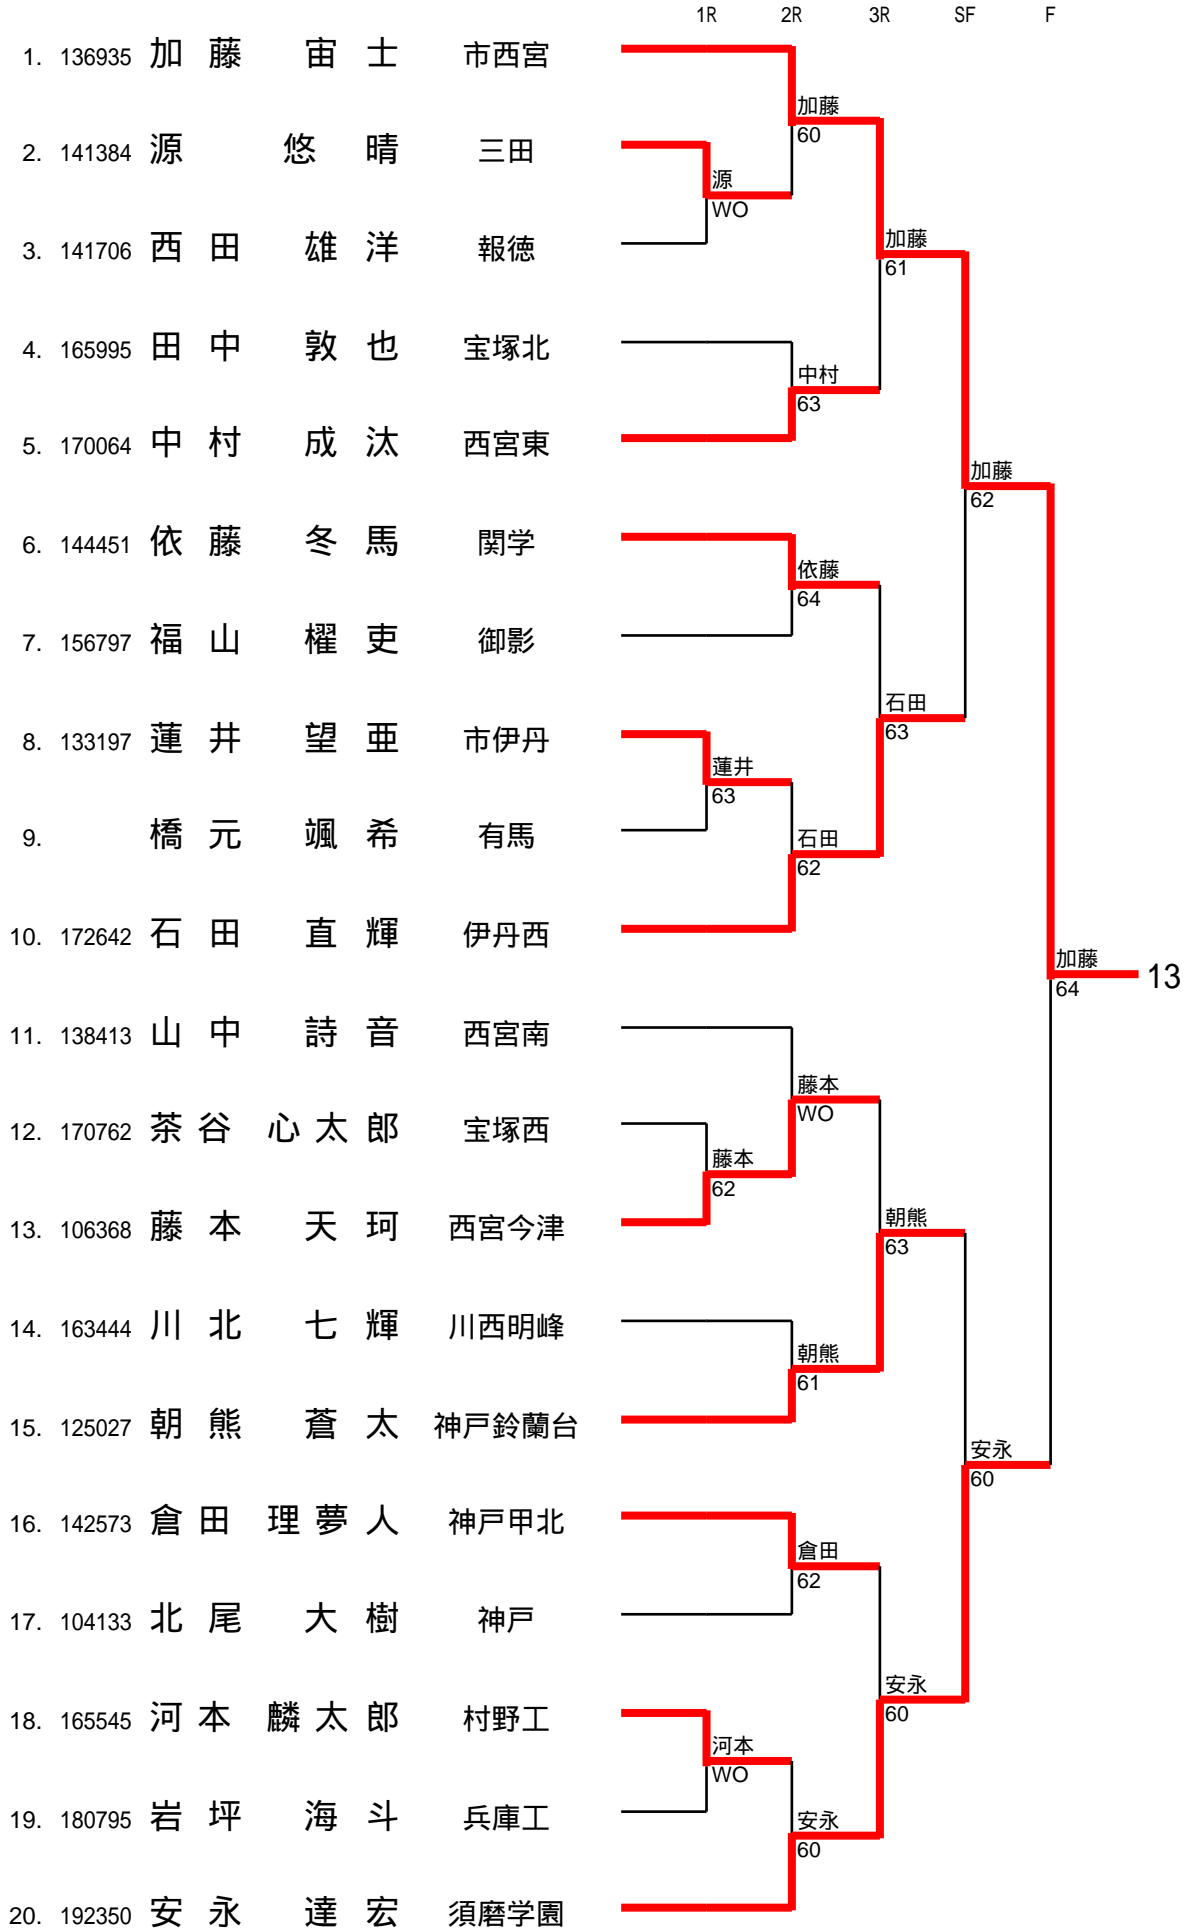 1R 2R 3R SF F
1. 136935 加藤 宙士 市西宮
加藤
60
2. 141384 源 悠晴 三田
源
WO
3. 141706 西田 雄洋 報徳
加藤
61
4. 165995 田中 敦也 宝塚北
中村
63
5. 170064 中村 成汰 西宮東
加藤
62
6. 144451 依藤 冬馬 関学
依藤
64
7. 156797 福山 櫂吏 御影
石田
63
8. 133197 蓮井 望亜 市伊丹
蓮井
63
9. 橋元 颯希 有馬
石田
62
10. 172642 石田 直輝 伊丹西
加藤
64
13
11. 138413 山中 詩音 西宮南
藤本
WO
12. 170762 茶谷 心太郎 宝塚西
藤本
62
13. 106368 藤本 天珂 西宮今津
朝熊
63
14. 163444 川北 七輝 川西明峰
朝熊
61
15. 125027 朝熊 蒼太 神戸鈴蘭台
安永
60
16. 142573 倉田 理夢人 神戸甲北
倉田
62
17. 104133 北尾 大樹 神戸
安永
60
18. 165545 河本 麟太郎 村野工
河本
WO
19. 180795 岩坪 海斗 兵庫工
安永
60
20. 192350 安永 達宏 須磨学園